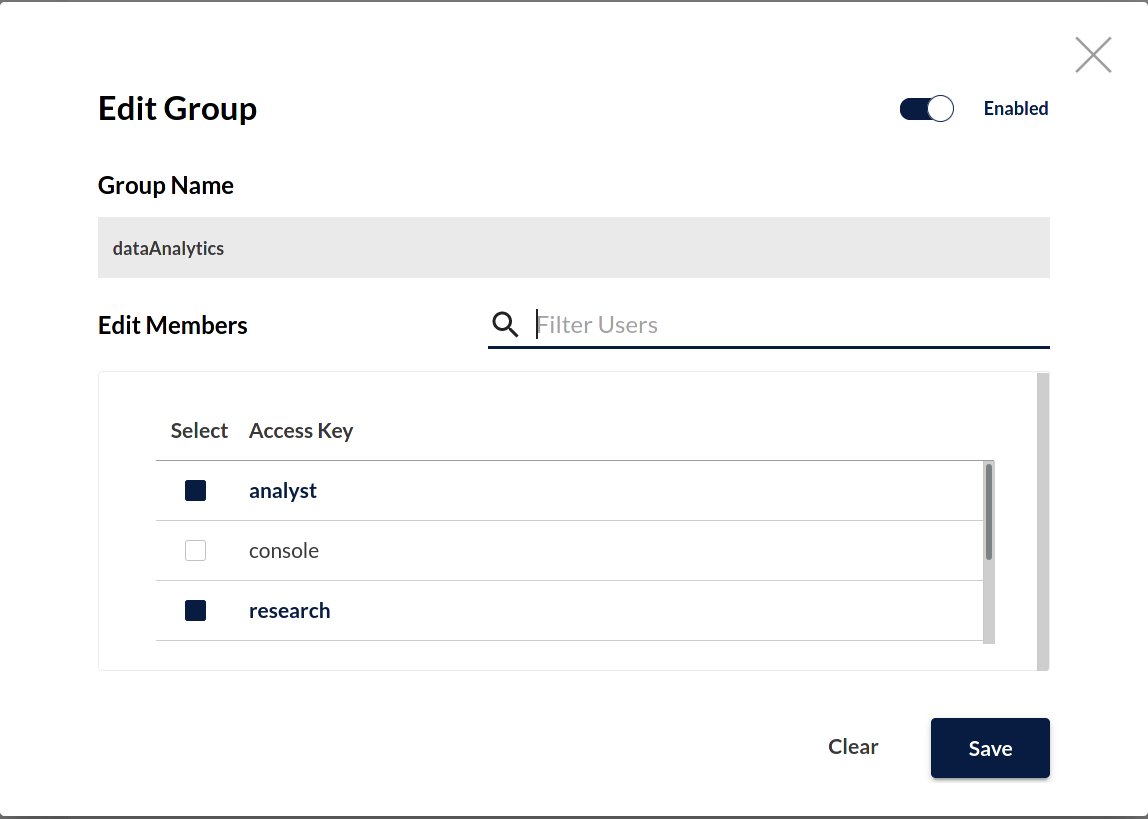 Edit Group
Enabled
Group Name
dataAnalytics
Edit Members
Filter Users
Select Access Key
analyst
console
research
Clear
Save